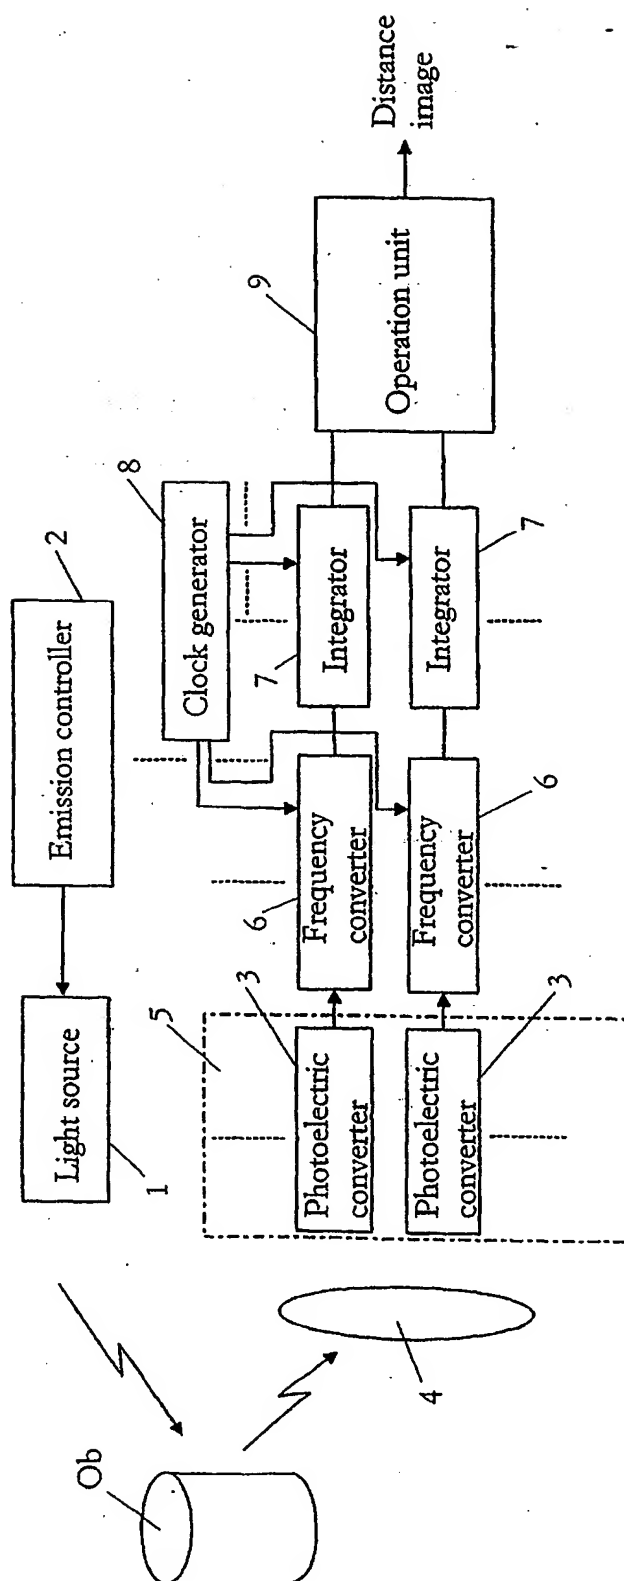 Ob
Light source
1
Emission controller
2
Clock generator
8
5
3
Photoelectric
converter
6
Frequency
converter
7
Integrator
9
Operation unit
Distance
image
Photoelectric
converter
3
Frequency
converter
6
Integrator
7
4